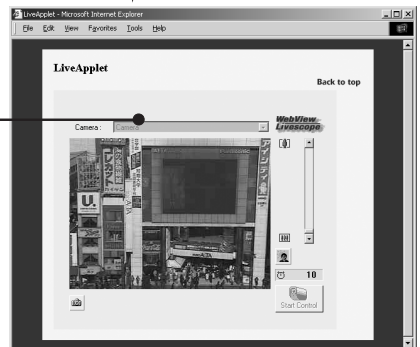 LiveApplet - Microsoft Internet Explorer
File Edit View Favorites Tools Help
LiveApplet
Back to top
Camera : Camera
WebView
Livescope
U.
ALTA
10
Start Control